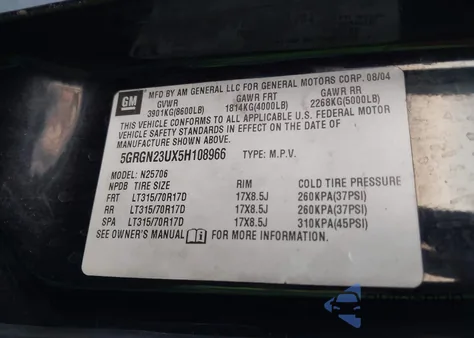 GM
MFD BY AM GENERAL LLC FOR GENERAL MOTORS CORP. 08/04
GVWR GAWR FRT GAWR RR
3901KG(8600LB) 1814KG(4000LB) 2268KG(5000LB)
THIS VEHICLE CONFORMS TO ALL APPLICABLE U.S. FEDERAL MOTOR
VEHICLE SAFETY STANDARDS IN EFFECT ON THE DATE OF
MANUFACTURE SHOWN ABOVE.
5GRGN23UX5H108966 TYPE: M.P.V.
MODEL: N25706
NPDB TIRE SIZE RIM COLD TIRE PRESSURE
FRT LT315/70R17D 17X8.5J 260KPA(37PSI)
RR LT315/70R17D 17X8.5J 260KPA(37PSI)
SPA LT315/70R17D 17X8.5J 310KPA(45PSI)
SEE OWNER'S MANUAL FOR MORE INFORMATION.